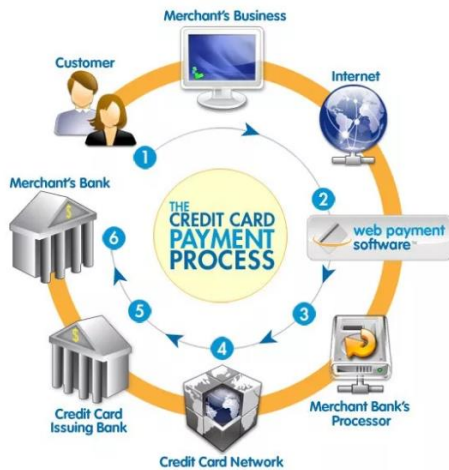 Merchant's Business
Customer
Internet
1
2
Merchant's Bank
THE
CREDIT CARD
PAYMENT
PROCESS
web payment
software™
6
5
3
4
$
$
Credit Card
Issuing Bank
Merchant Bank's
Processor
Credit Card Network